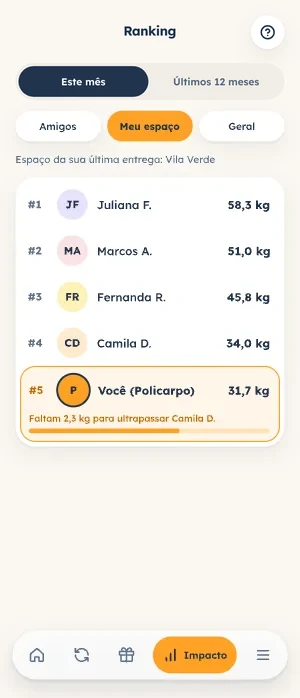 Ranking
Este mês
Últimos 12 meses
Amigos
Meu espaço
Geral
Espaço da sua última entrega: Vila Verde
#1 JF Juliana F. 58,3 kg
#2 MA Marcos A. 51,0 kg
#3 FR Fernanda R. 45,8 kg
#4 CD Camila D. 34,0 kg
#5 P Você (Policarpo) 31,7 kg
Faltam 2,3 kg para ultrapassar Camila D.
Impacto